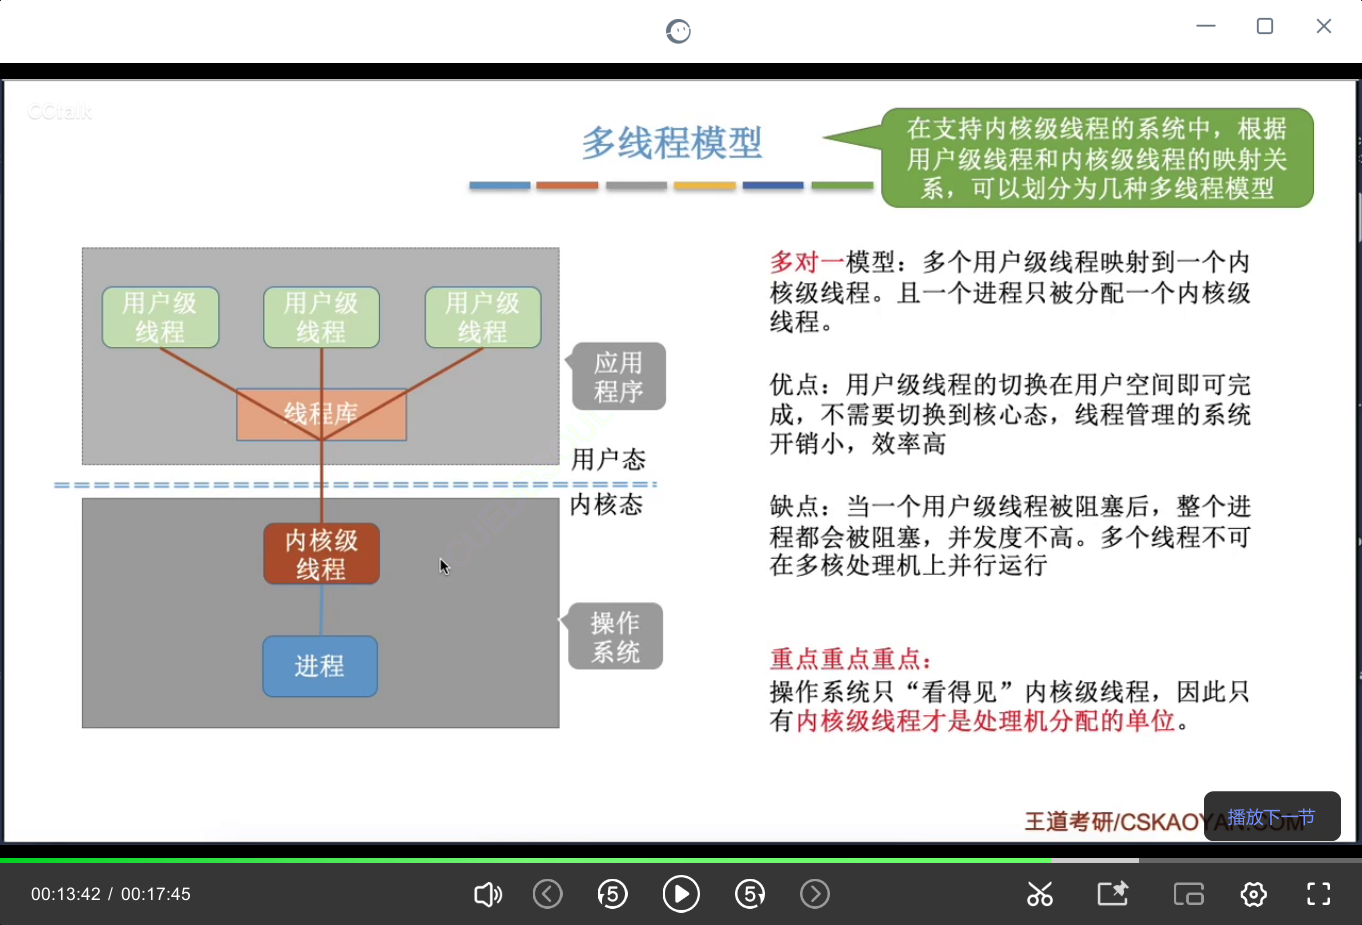 CCtalk
多线程模型
在支持内核级线程的系统中，根据
用户级线程和内核级线程的映射关
系，可以划分为几种多线程模型
用户级
线程
用户级
线程
用户级
线程
线程库
应用
程序
用户态
内核态
内核级
线程
进程
操作
系统
多对一模型：多个用户级线程映射到一个内
核级线程。且一个进程只被分配一个内核级
线程。
优点：用户级线程的切换在用户空间即可完
成，不需要切换到核心态，线程管理的系统
开销小，效率高
缺点：当一个用户级线程被阻塞后，整个进
程都会被阻塞，并发度不高。多个线程不可
在多核处理机上并行运行
重点重点重点：
操作系统只“看得见”内核级线程，因此只
有内核级线程才是处理机分配的单位。
王道考研/CSKAOYAN.COM
播放下一节
00:13:42 / 00:17:45
5
5